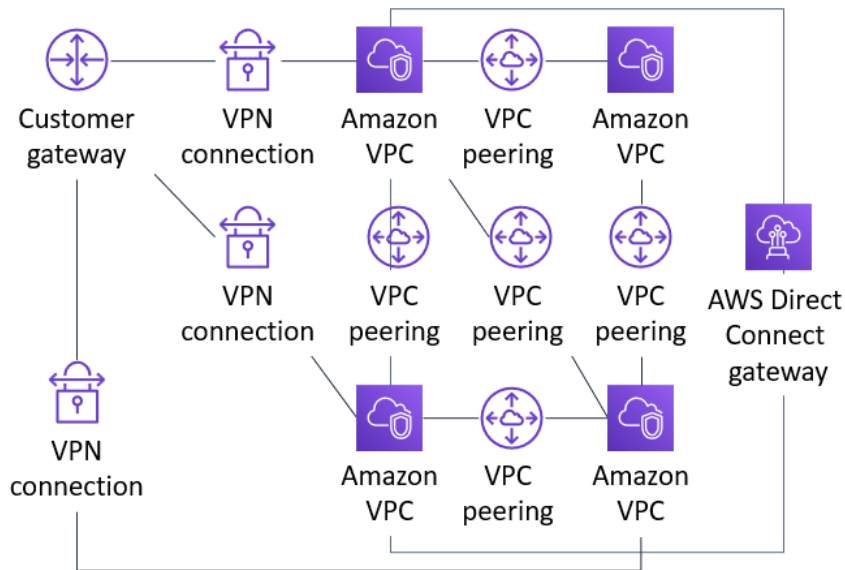 Customer
gateway
VPN
connection
Amazon
VPC
VPC
peering
Amazon
VPC
VPN
connection
VPC
peering
VPC
peering
VPC
peering
AWS Direct
Connect
gateway
VPN
connection
Amazon
VPC
VPC
peering
Amazon
VPC